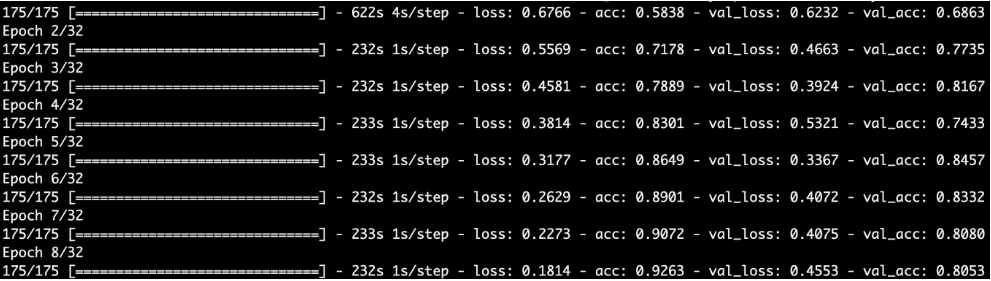 175/175 [==============================] - 622s 4s/step - loss: 0.6766 - acc: 0.5838 - val_loss: 0.6232 - val_acc: 0.6863
Epoch 2/32
175/175 [==============================] - 232s 1s/step - loss: 0.5569 - acc: 0.7178 - val_loss: 0.4663 - val_acc: 0.7735
Epoch 3/32
175/175 [==============================] - 232s 1s/step - loss: 0.4581 - acc: 0.7889 - val_loss: 0.3924 - val_acc: 0.8167
Epoch 4/32
175/175 [==============================] - 233s 1s/step - loss: 0.3814 - acc: 0.8301 - val_loss: 0.5321 - val_acc: 0.7433
Epoch 5/32
175/175 [==============================] - 233s 1s/step - loss: 0.3177 - acc: 0.8649 - val_loss: 0.3367 - val_acc: 0.8457
Epoch 6/32
175/175 [==============================] - 232s 1s/step - loss: 0.2629 - acc: 0.8901 - val_loss: 0.4072 - val_acc: 0.8332
Epoch 7/32
175/175 [==============================] - 233s 1s/step - loss: 0.2273 - acc: 0.9072 - val_loss: 0.4075 - val_acc: 0.8080
Epoch 8/32
175/175 [==============================] - 232s 1s/step - loss: 0.1814 - acc: 0.9263 - val_loss: 0.4553 - val_acc: 0.8053